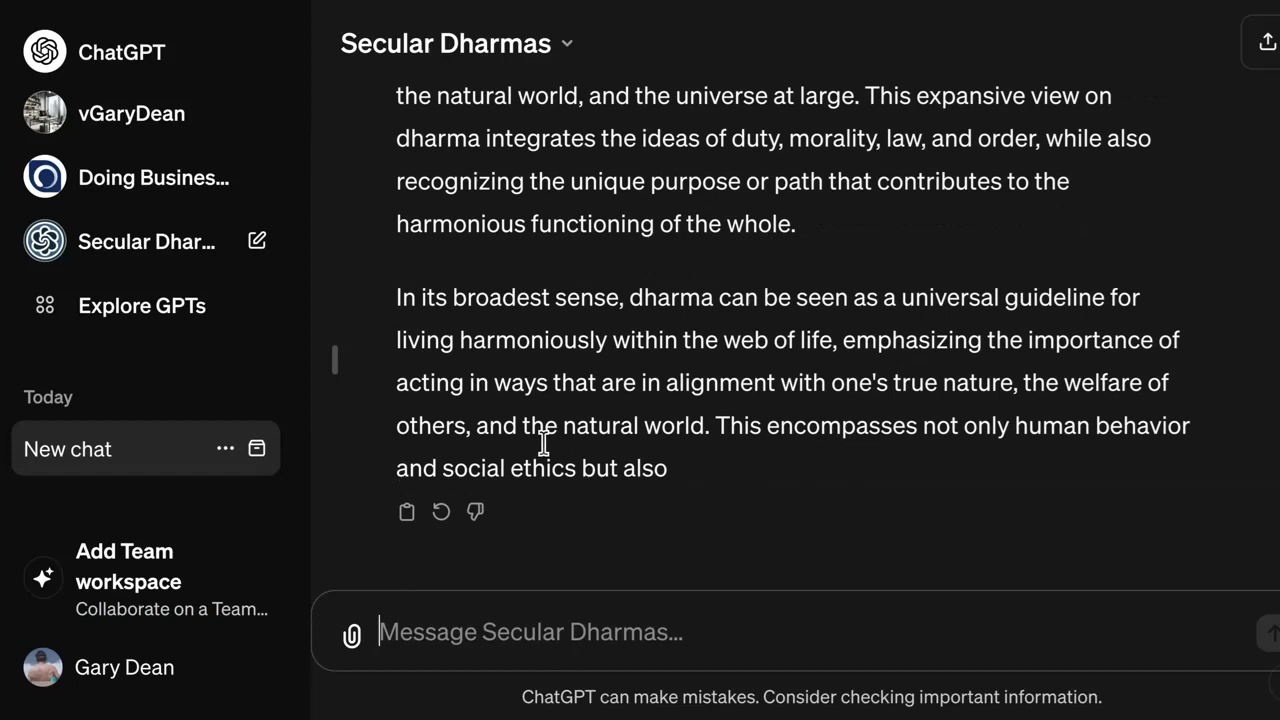 ChatGPT
vGaryDean
Doing Busines...
Secular Dhar...
Explore GPTs
Today
New chat
Add Team
workspace
Collaborate on a Team...
Gary Dean
Secular Dharmas
the natural world, and the universe at large. This expansive view on
dharma integrates the ideas of duty, morality, law, and order, while also
recognizing the unique purpose or path that contributes to the
harmonious functioning of the whole.
In its broadest sense, dharma can be seen as a universal guideline for
living harmoniously within the web of life, emphasizing the importance of
acting in ways that are in alignment with one's true nature, the welfare of
others, and the natural world. This encompasses not only human behavior
and social ethics but also
Message Secular Dharmas...
ChatGPT can make mistakes. Consider checking important information.